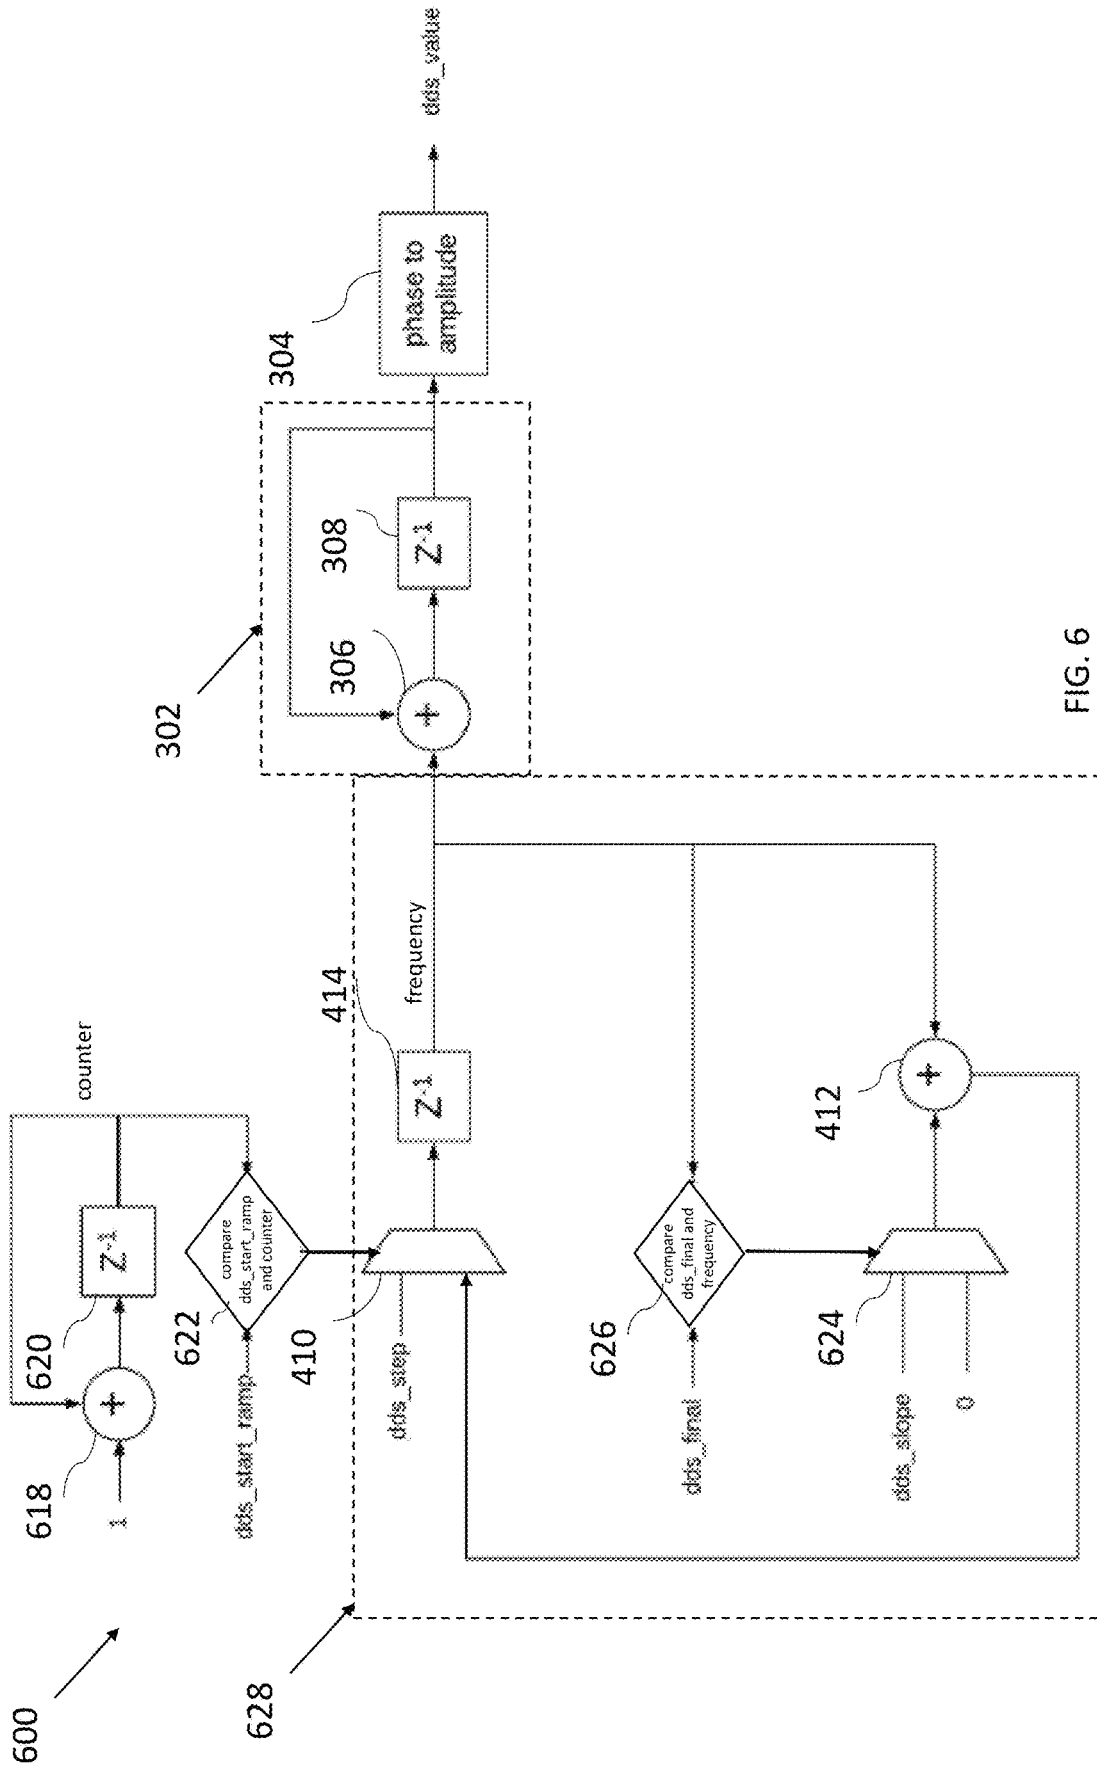 600
618
1
+
620
Z-1
counter
dds_start_ramp
622
compare
dds_start_ramp
and counter
628
410
dds_step
414
Z-1
frequency
302
306
+
308
Z-1
304
phase to
amplitude
dds_value
dds_final
626
compare
dds_final and
frequency
dds_slope
0
624
412
+
FIG. 6